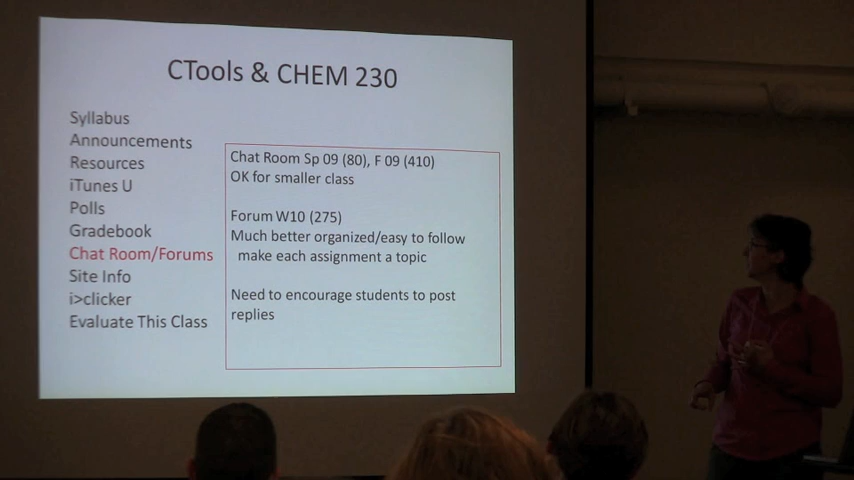 CTools & CHEM 230
Syllabus
Announcements
Resources
iTunes U
Polls
Gradebook
Chat Room/Forums
Site Info
i>clicker
Evaluate This Class
Chat Room Sp 09 (80), F 09 (410)
OK for smaller class
Forum W10 (275)
Much better organized/easy to follow
make each assignment a topic
Need to encourage students to post
replies